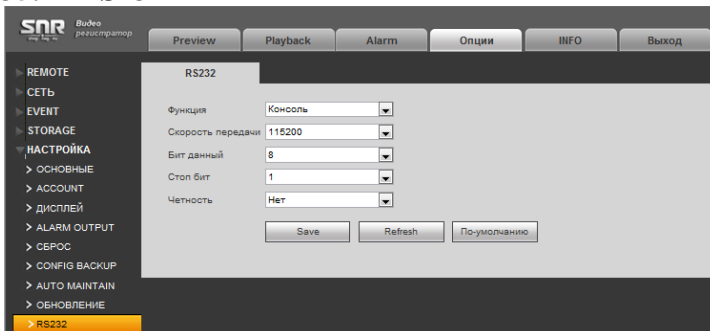 SNR Видео
регистратор
Preview Playback Alarm Опции INFO Выход
REMOTE
СЕТЬ
EVENT
STORAGE
НАСТРОЙКА
ОСНОВНЫЕ
ACCOUNT
ДИСПЛЕЙ
ALARM OUTPUT
СБРОС
CONFIG BACKUP
AUTO MAINTAIN
ОБНОВЛЕНИЕ
RS232
RS232
Функция Консоль
Скорость передачи 115200
Бит данный 8
Стоп бит 1
Четность Нет
Save Refresh По-умолчанию